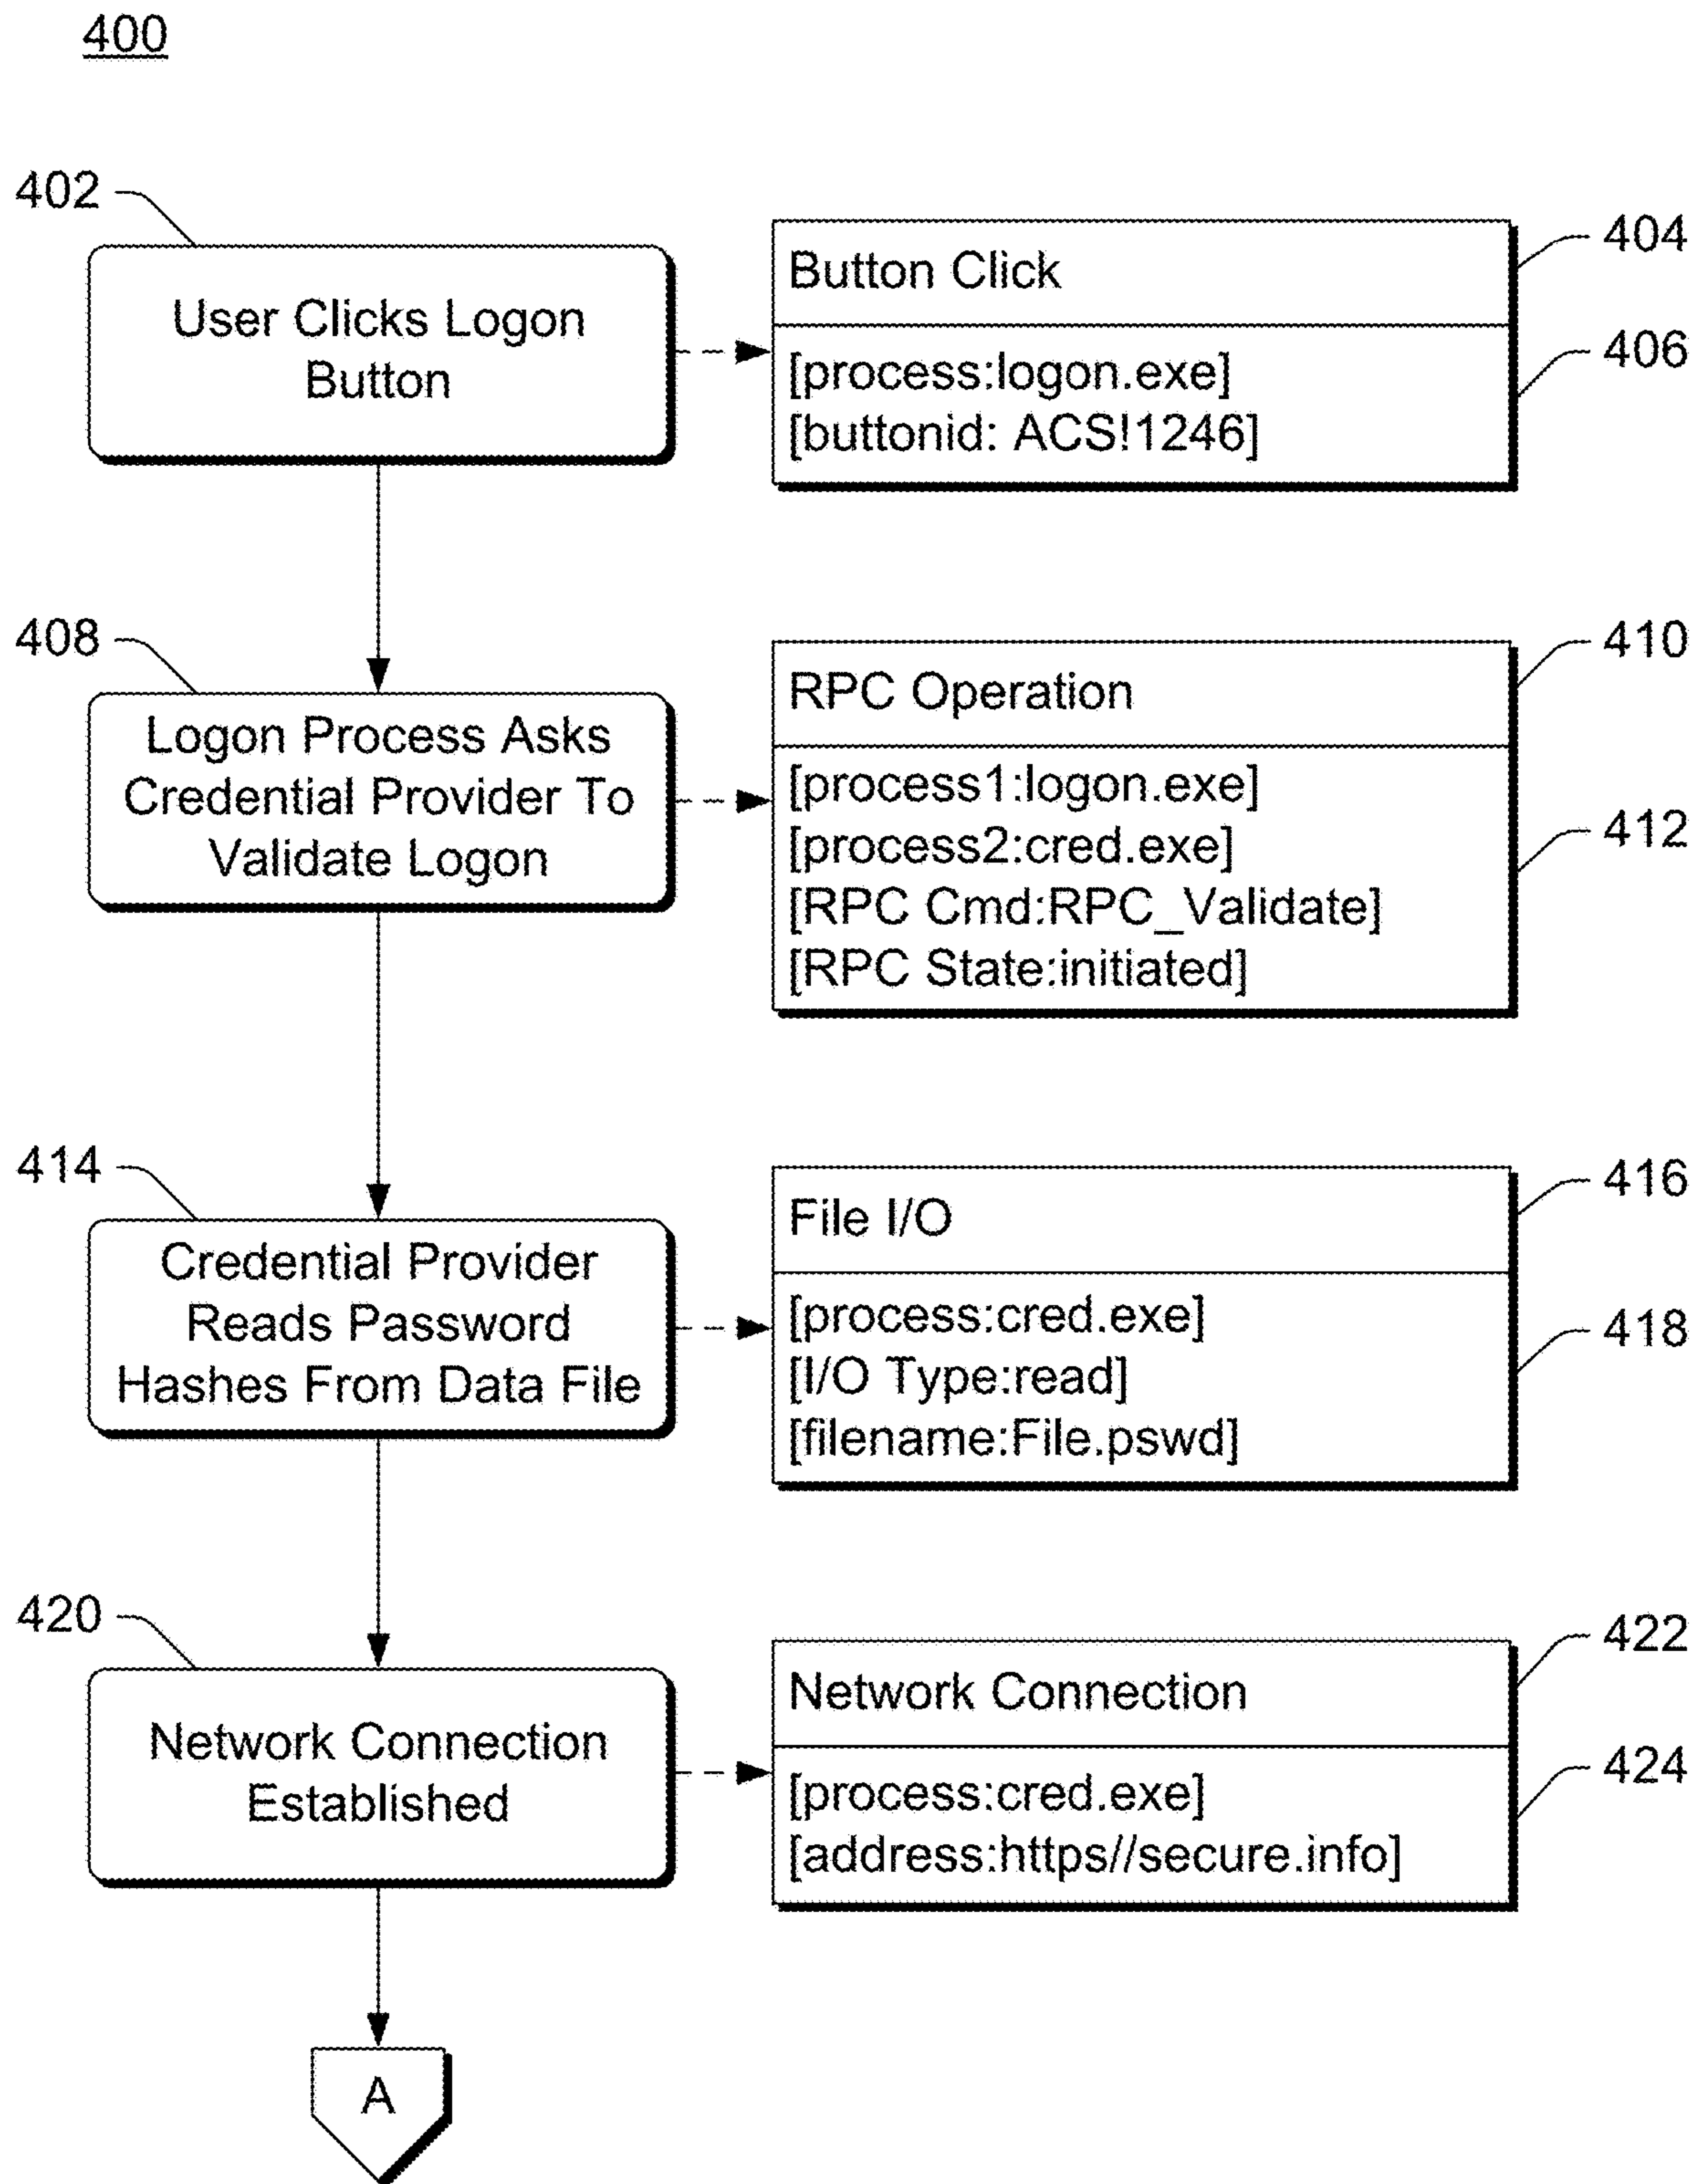 400
402
User Clicks Logon
Button
Button Click
404
[process:logon.exe]
[buttonid: ACS!1246]
406
408
Logon Process Asks
Credential Provider To
Validate Logon
RPC Operation
410
[process1:logon.exe]
[process2:cred.exe]
[RPC Cmd:RPC_Validate]
[RPC State:initiated]
412
414
Credential Provider
Reads Password
Hashes From Data File
File I/O
416
[process:cred.exe]
[I/O Type:read]
[filename:File.pswd]
418
420
Network Connection
Established
Network Connection
422
[process:cred.exe]
[address:https//secure.info]
424
A